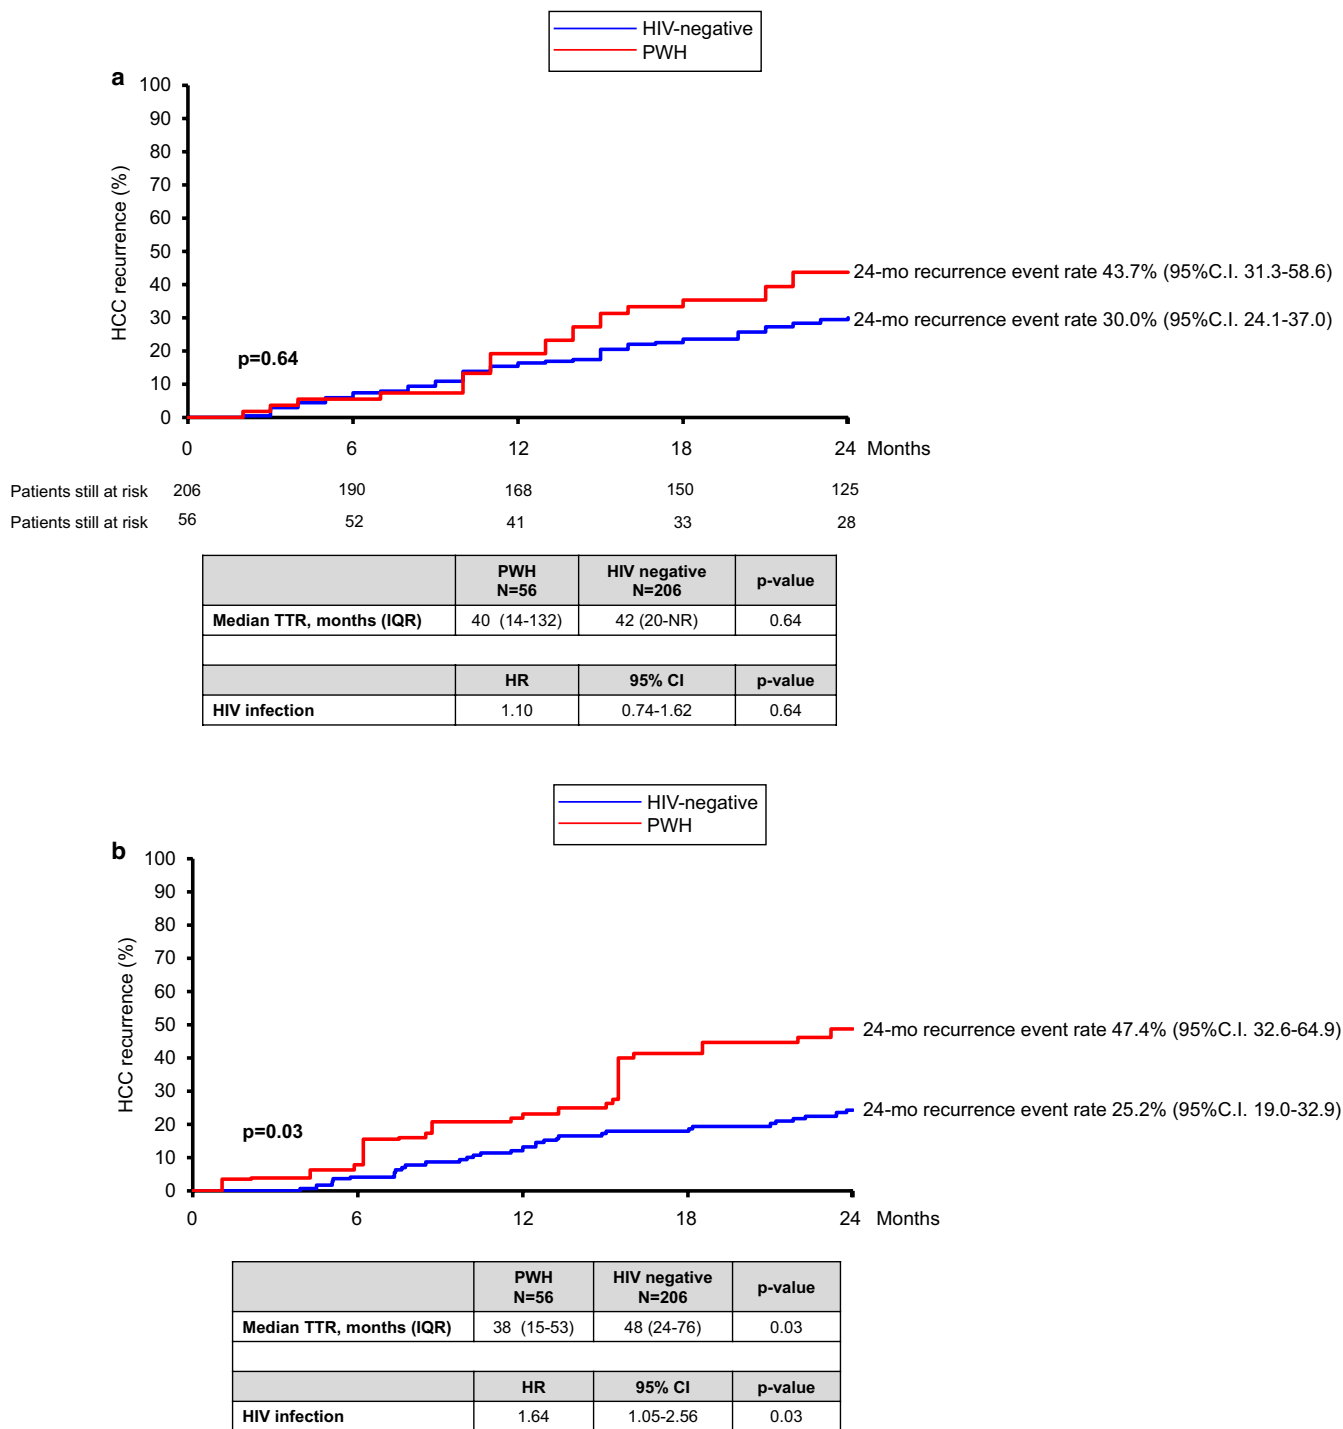 HIV-negative
PWH
a
100
90
80
70
60
50
40
30
20
10
0
HCC recurrence (%)
p=0.64
24-mo recurrence event rate 43.7% (95%C.I. 31.3-58.6)
24-mo recurrence event rate 30.0% (95%C.I. 24.1-37.0)
0 6 12 18 24 Months
Patients still at risk 206 190 168 150 125
Patients still at risk 56 52 41 33 28
PWH N=56 HIV negative N=206 p-value
Median TTR, months (IQR) 40 (14-132) 42 (20-NR) 0.64
HR 95% CI p-value
HIV infection 1.10 0.74-1.62 0.64
HIV-negative
PWH
b
100
90
80
70
60
50
40
30
20
10
0
HCC recurrence (%)
p=0.03
24-mo recurrence event rate 47.4% (95%C.I. 32.6-64.9)
24-mo recurrence event rate 25.2% (95%C.I. 19.0-32.9)
0 6 12 18 24 Months
PWH N=56 HIV negative N=206 p-value
Median TTR, months (IQR) 38 (15-53) 48 (24-76) 0.03
HR 95% CI p-value
HIV infection 1.64 1.05-2.56 0.03